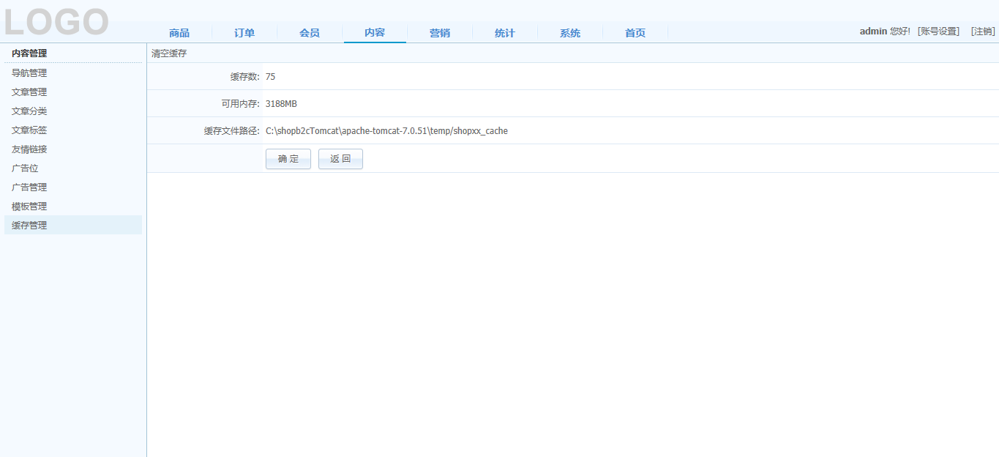 LOGO
商品 订单 会员 内容 营销 统计 系统 首页
admin 您好! [账号设置] [注销]
内容管理
导航管理
文章管理
文章分类
文章标签
友情链接
广告位
广告管理
模板管理
缓存管理
清空缓存
缓存数: 75
可用内存: 3188MB
缓存文件路径: C:\shopb2cTomcat\apache-tomcat-7.0.51\temp/shopxx_cache
确 定 返 回